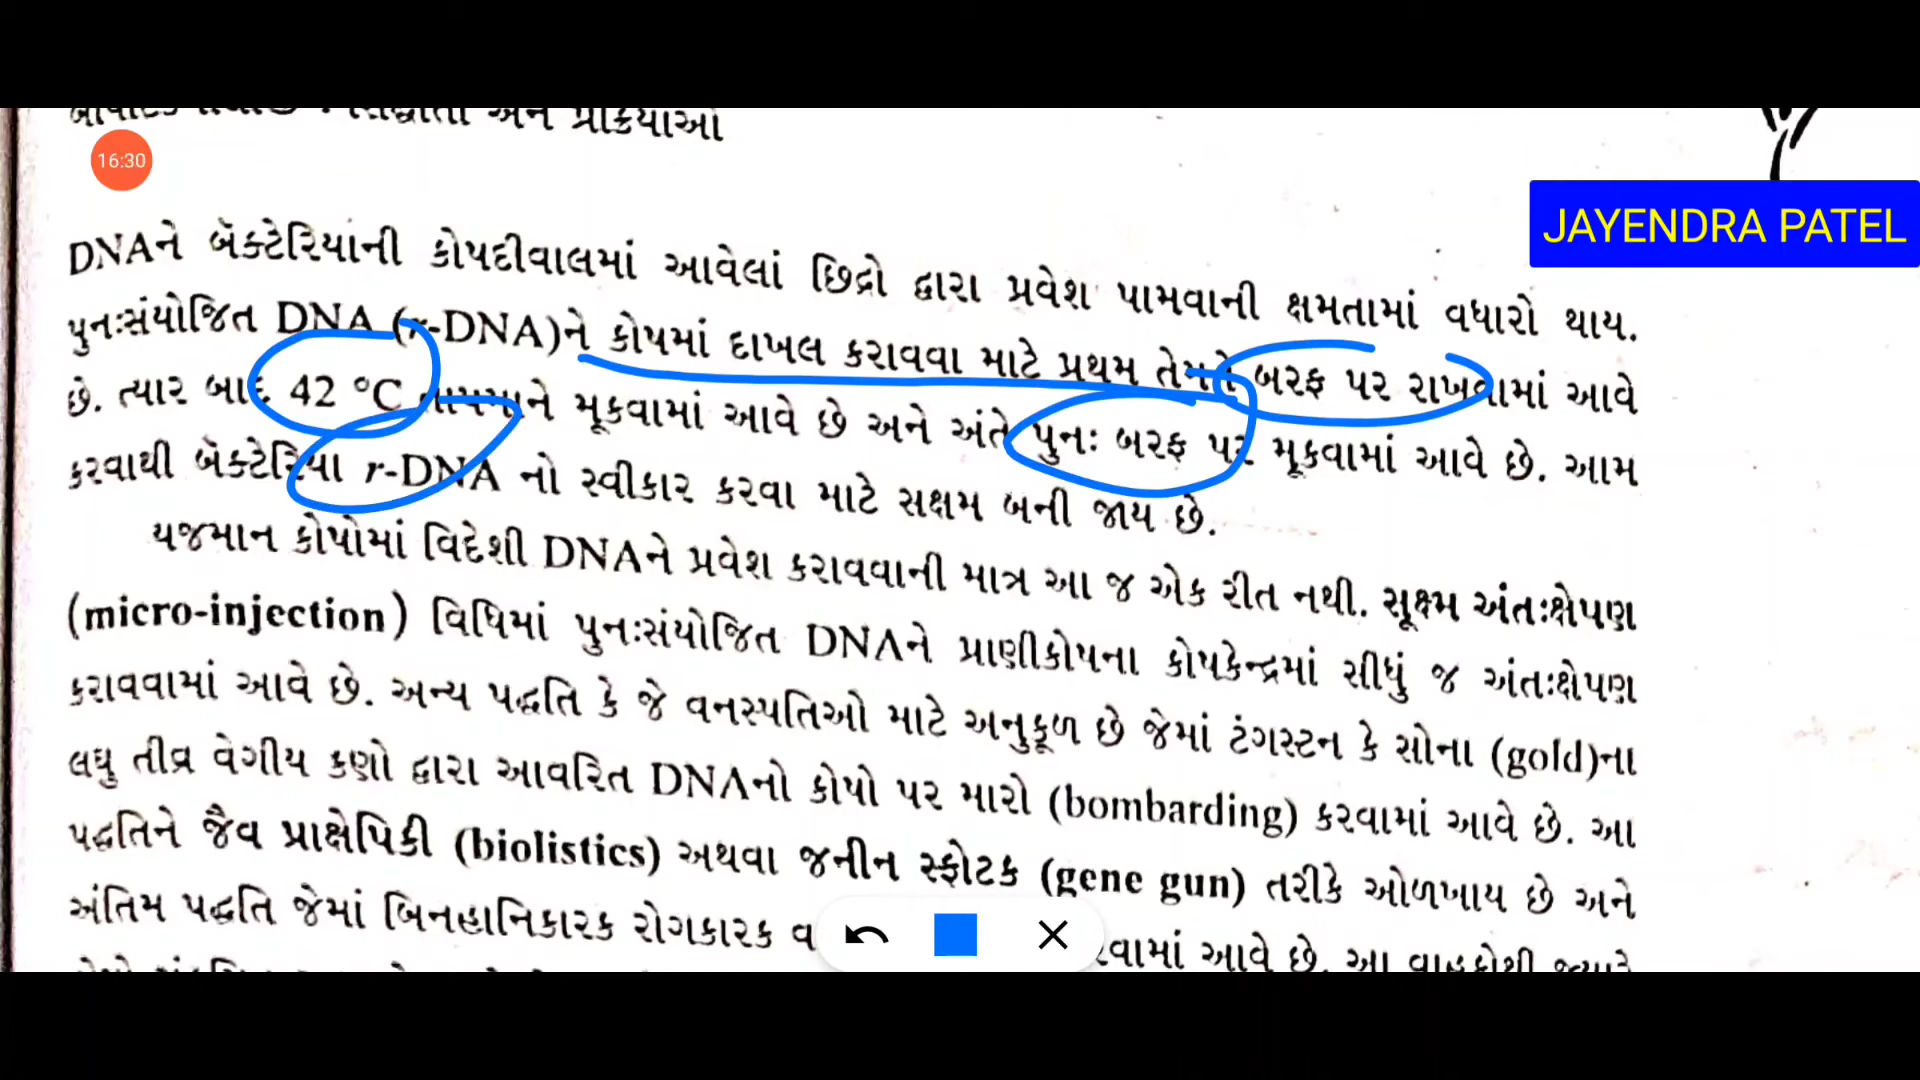 બાયોટેક્નોલૉજી : સિદ્ધાંતો અને પ્રક્રિયાઓ
16:30
JAYENDRA PATEL
DNAને બૅક્ટેરિયાની કોષદીવાલમાં આવેલાં છિદ્રો દ્વારા પ્રવેશ પામવાની ક્ષમતામાં વધારો થાય.
પુનઃસંયોજિત DNA (r-DNA)ને કોષમાં દાખલ કરાવવા માટે પ્રથમ તેમને બરફ પર રાખવામાં આવે
છે. ત્યાર બાદ 42 °C તાપમાને મૂકવામાં આવે છે અને અંતે પુનઃ બરફ પર મૂકવામાં આવે છે. આમ
કરવાથી બૅક્ટેરિયા r-DNA નો સ્વીકાર કરવા માટે સક્ષમ બની જાય છે.
યજમાન કોષોમાં વિદેશી DNAને પ્રવેશ કરાવવાની માત્ર આ જ એક રીત નથી. સૂક્ષ્મ અંતઃક્ષેપણ
(micro-injection) વિધિમાં પુનઃસંયોજિત DNAને પ્રાણીકોષના કોષકેન્દ્રમાં સીધું જ અંતઃક્ષેપણ
કરાવવામાં આવે છે. અન્ય પદ્ધતિ કે જે વનસ્પતિઓ માટે અનુકૂળ છે જેમાં ટંગસ્ટન કે સોના (gold)ના
લઘુ તીવ્ર વેગીય કણો દ્વારા આવરિત DNAનો કોષો પર મારો (bombarding) કરવામાં આવે છે. આ
પદ્ધતિને જૈવ પ્રાક્ષેપિકી (biolistics) અથવા જનીન સ્ફોટક (gene gun) તરીકે ઓળખાય છે અને
અંતિમ પદ્ધતિ જેમાં બિનહાનિકારક રોગકારક વ રવામાં આવે છે. આ વાહકોથી જ્યારે